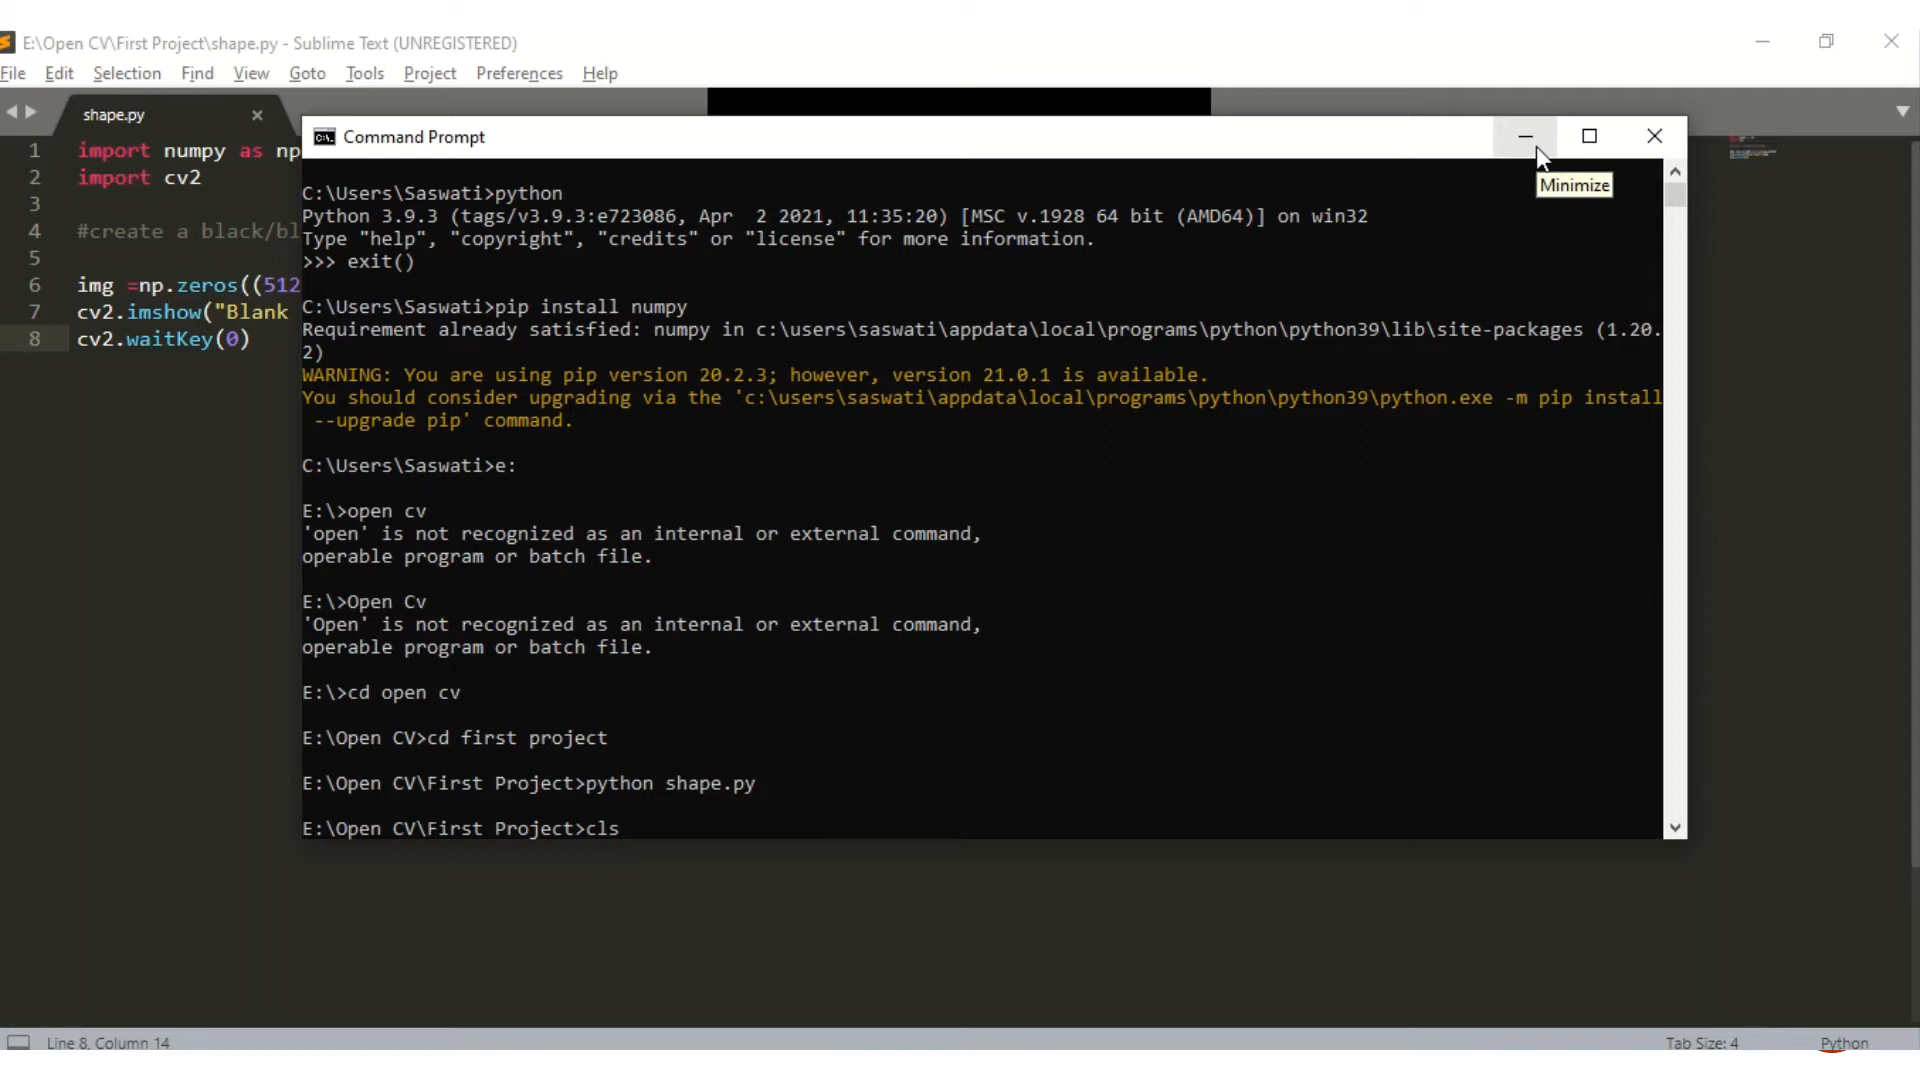 E:\Open CV\First Project\shape.py - Sublime Text (UNREGISTERED)
File Edit Selection Find View Goto Tools Project Preferences Help
shape.py
1 import numpy as np
2 import cv2
3
4 #create a black/bl
5
6 img =np.zeros((512
7 cv2.imshow("Blank
8 cv2.waitKey(0)
Command Prompt
Minimize
C:\Users\Saswati>python
Python 3.9.3 (tags/v3.9.3:e723086, Apr  2 2021, 11:35:20) [MSC v.1928 64 bit (AMD64)] on win32
Type "help", "copyright", "credits" or "license" for more information.
>>> exit()
C:\Users\Saswati>pip install numpy
Requirement already satisfied: numpy in c:\users\saswati\appdata\local\programs\python\python39\lib\site-packages (1.20.
2)
WARNING: You are using pip version 20.2.3; however, version 21.0.1 is available.
You should consider upgrading via the 'c:\users\saswati\appdata\local\programs\python\python39\python.exe -m pip install
--upgrade pip' command.
C:\Users\Saswati>e:
E:\>open cv
'open' is not recognized as an internal or external command,
operable program or batch file.
E:\>Open Cv
'Open' is not recognized as an internal or external command,
operable program or batch file.
E:\>cd open cv
E:\Open CV>cd first project
E:\Open CV\First Project>python shape.py
E:\Open CV\First Project>cls
Line 8, Column 14
Tab Size: 4
Python